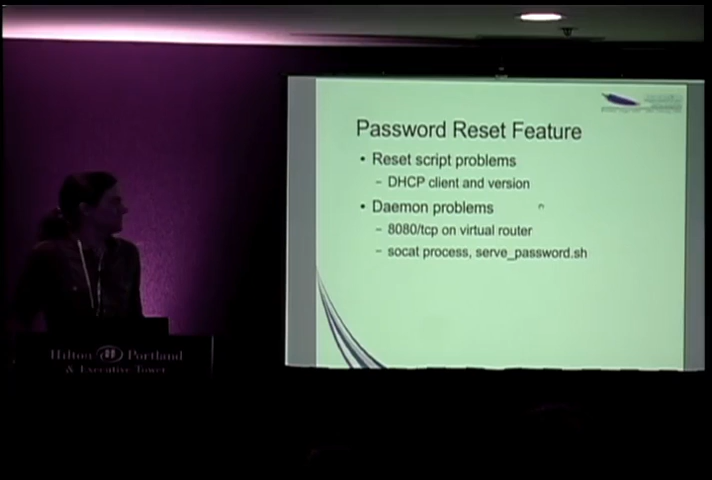 Password Reset Feature
• Reset script problems
– DHCP client and version
• Daemon problems
– 8080/tcp on virtual router
– socat process, serve_password.sh
Hilton Portland
& Executive Tower